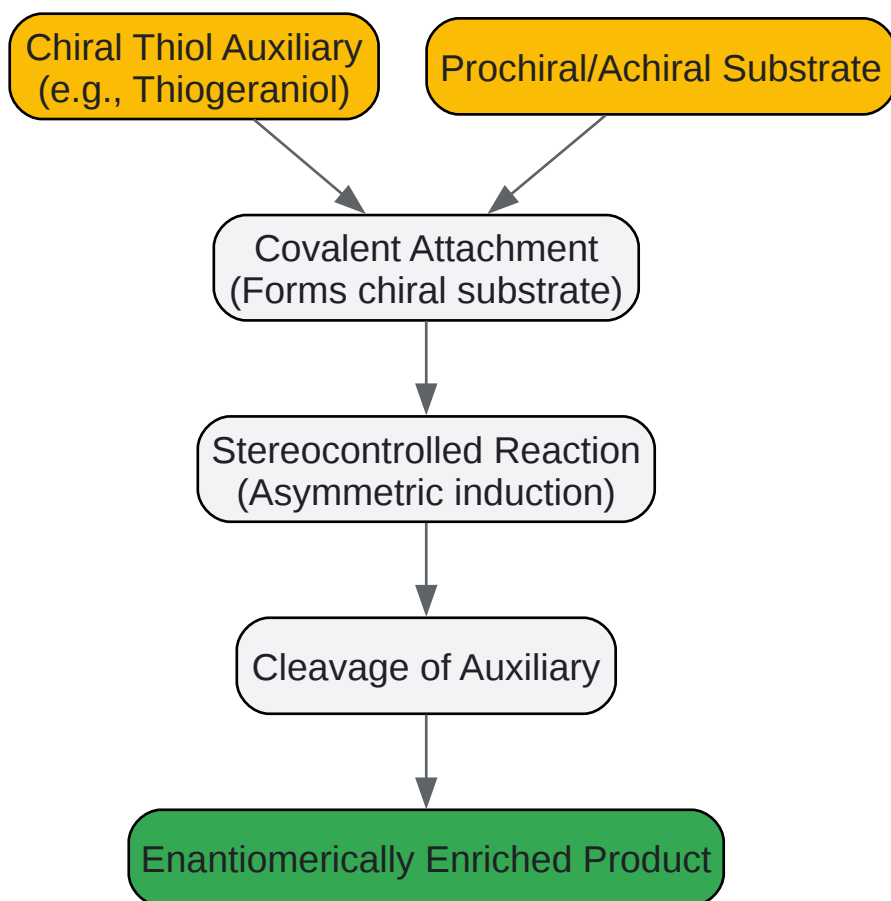 Chiral Thiol Auxiliary
(e.g., Thiogeraniol)
Prochiral/Achiral Substrate
Covalent Attachment
(Forms chiral substrate)
Stereocontrolled Reaction
(Asymmetric induction)
Cleavage of Auxiliary
Enantiomerically Enriched Product